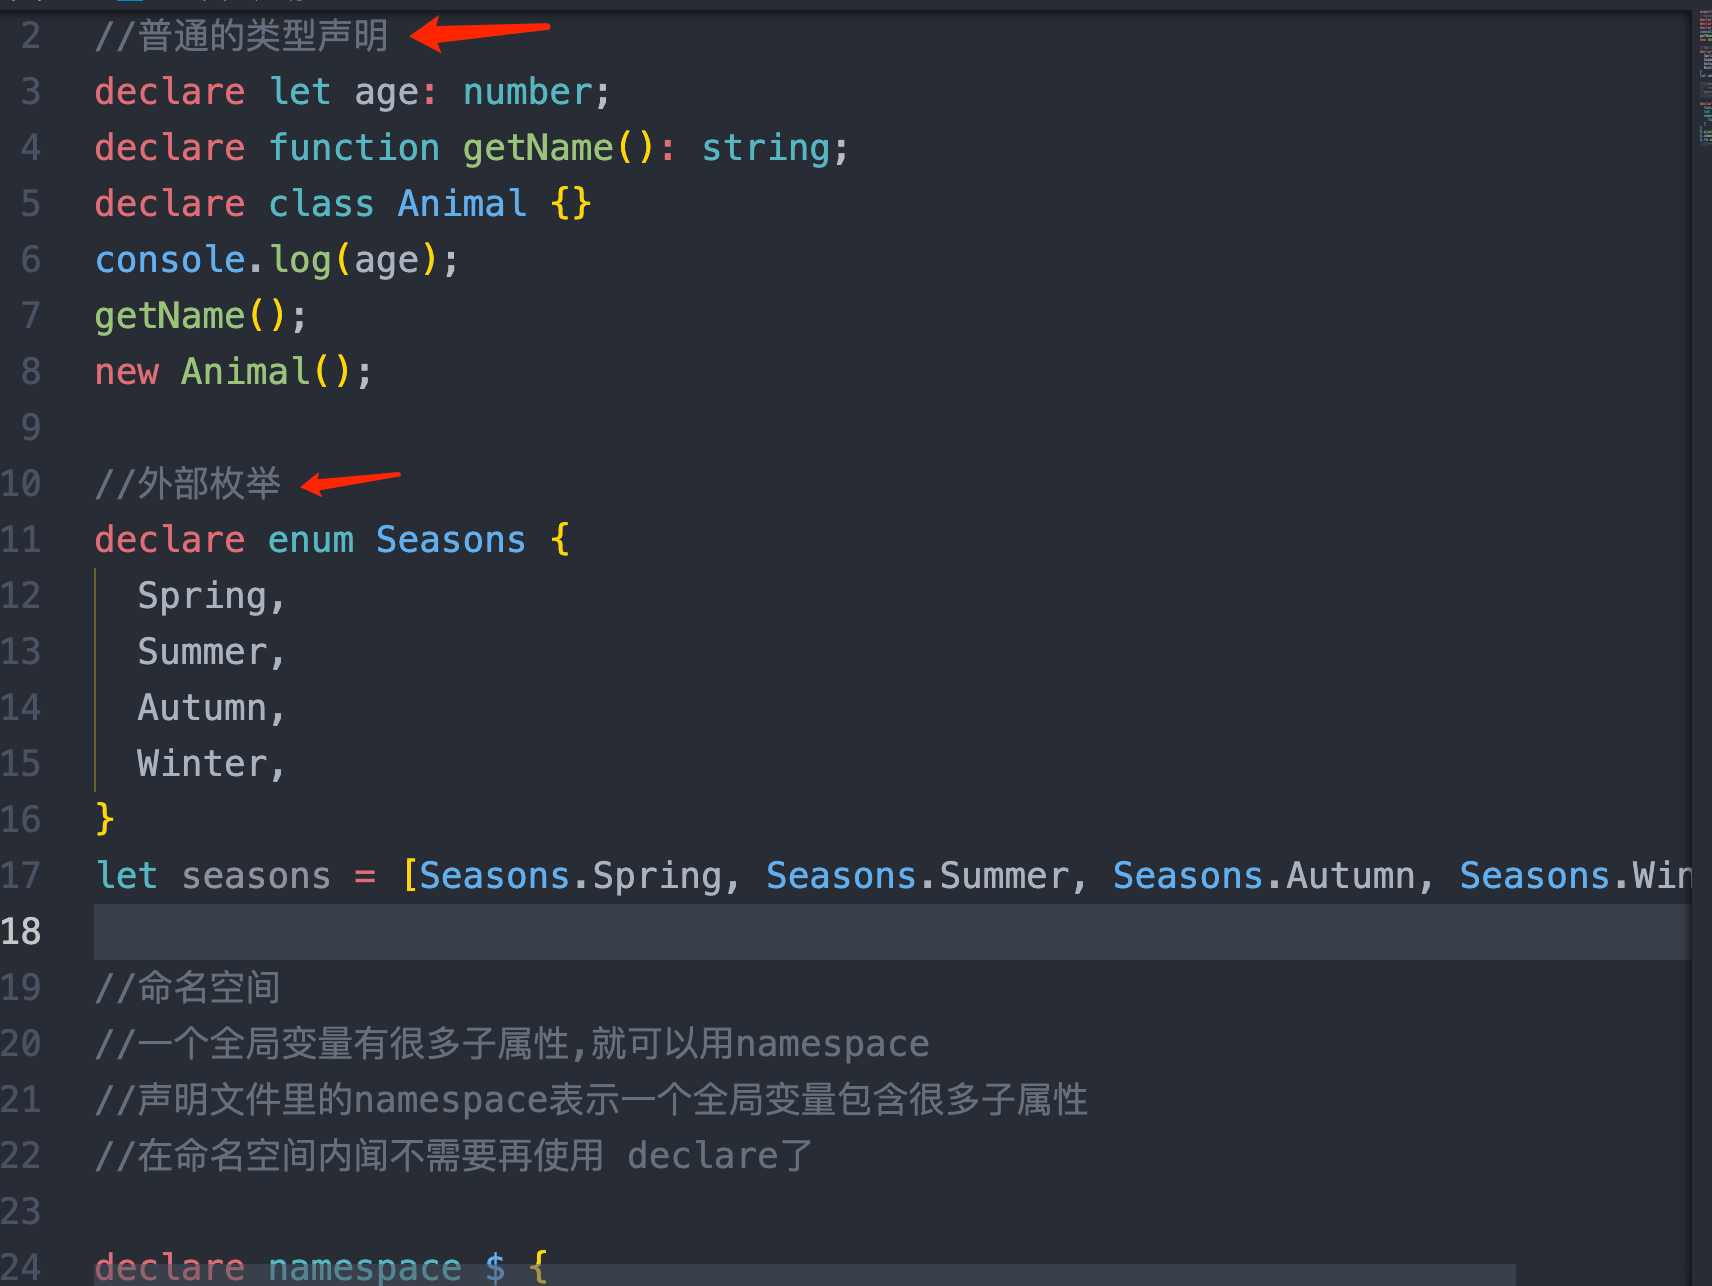 2 //普通的类型声明
3 declare let age: number;
4 declare function getName(): string;
5 declare class Animal {}
6 console.log(age);
7 getName();
8 new Animal();
9
10 //外部枚举
11 declare enum Seasons {
12 Spring,
13 Summer,
14 Autumn,
15 Winter,
16 }
17 let seasons = [Seasons.Spring, Seasons.Summer, Seasons.Autumn, Seasons.Win
18
19 //命名空间
20 //一个全局变量有很多子属性,就可以用namespace
21 //声明文件里的namespace表示一个全局变量包含很多子属性
22 //在命名空间内闻不需要再使用 declare了
23
24 declare namespace $ {